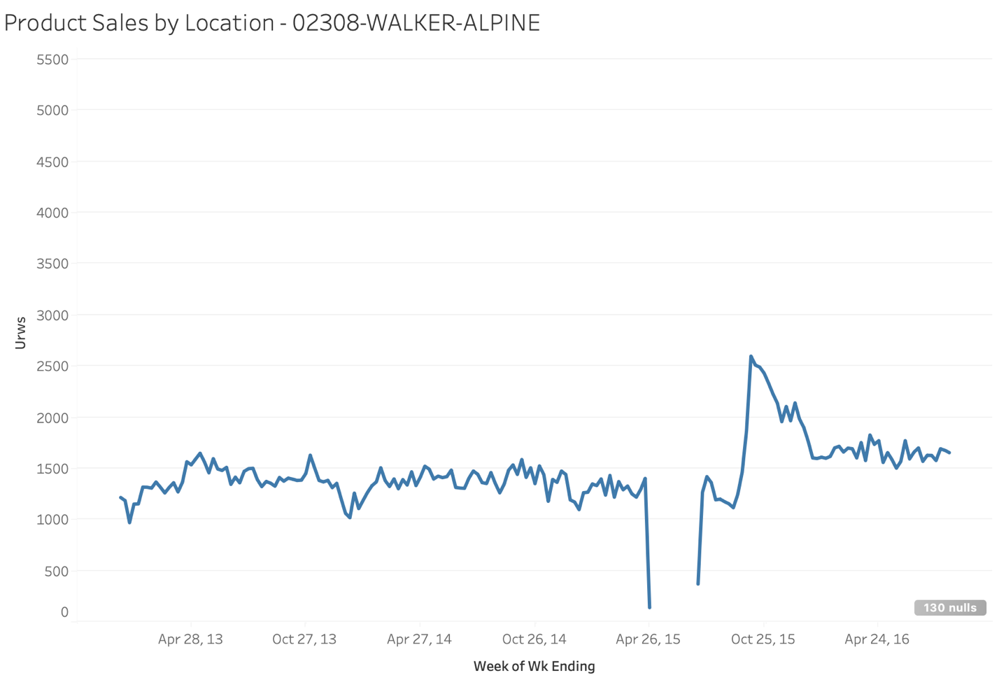 Product Sales by Location - 02308-WALKER-ALPINE
5500
5000
4500
4000
3500
3000
2500
2000
1500
1000
500
0
Urws
130 nulls
Apr 28, 13
Oct 27, 13
Apr 27, 14
Oct 26, 14
Apr 26, 15
Oct 25, 15
Apr 24, 16
Week of Wk Ending